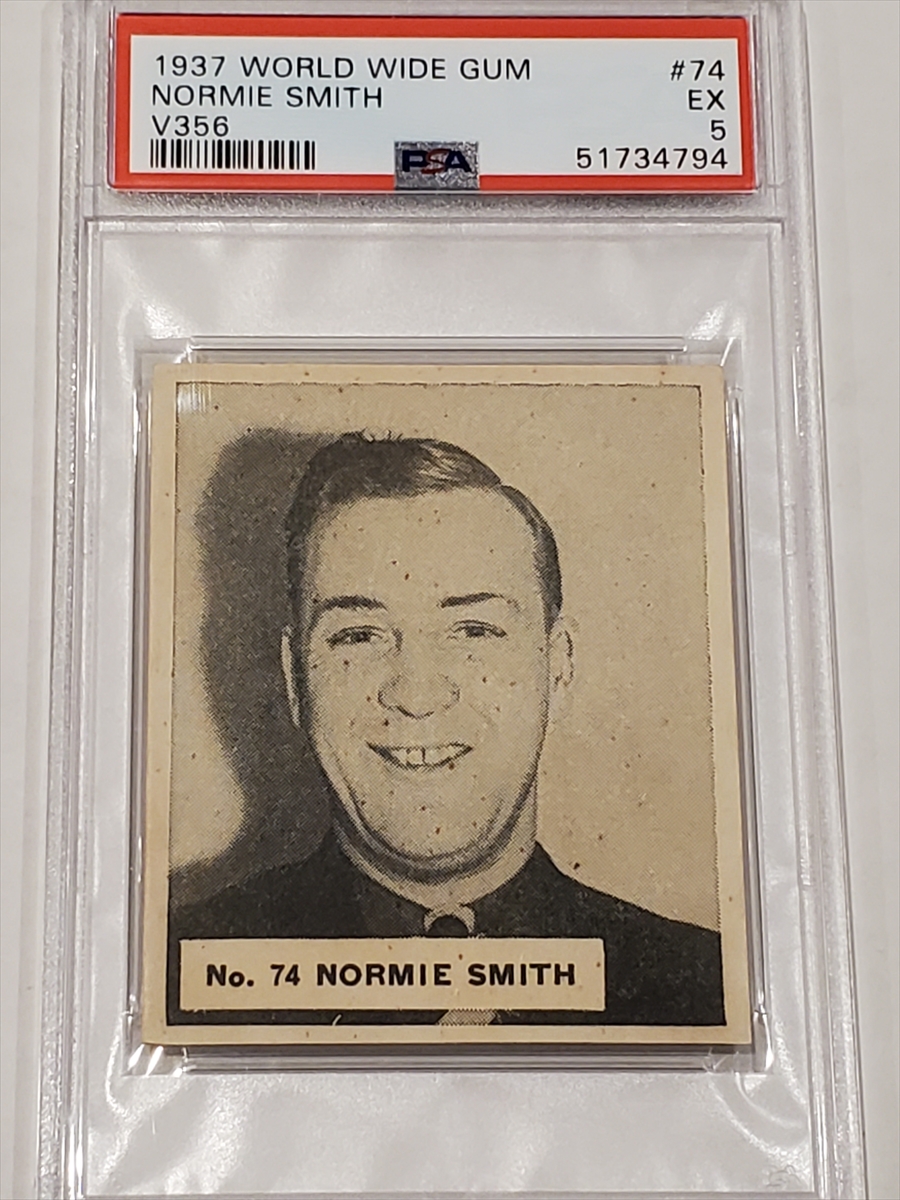 1937 WORLD WIDE GUM #74
NORMIE SMITH EX
V356 5
PSA 51734794
No. 74 NORMIE SMITH